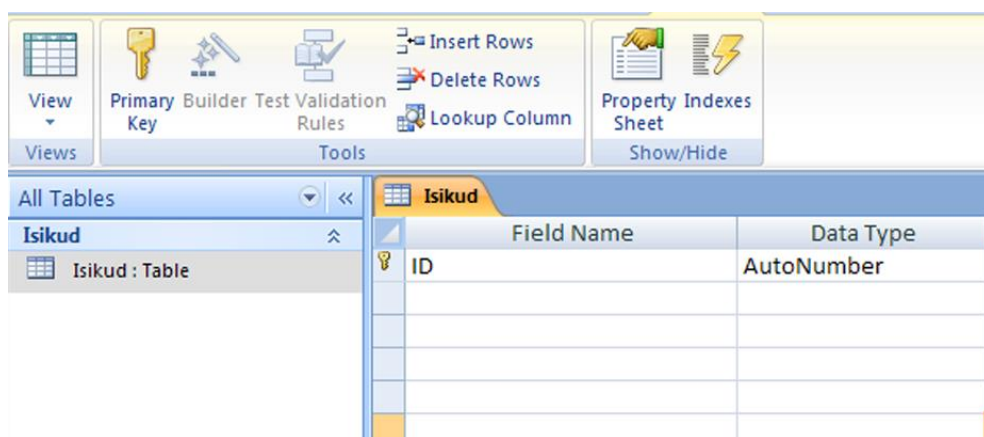 View
Primary Key
Builder
Test Validation Rules
Insert Rows
Delete Rows
Lookup Column
Property Sheet
Indexes
Views
Tools
Show/Hide
All Tables
Isikud
Isikud
Isikud : Table
Field Name
Data Type
ID
AutoNumber